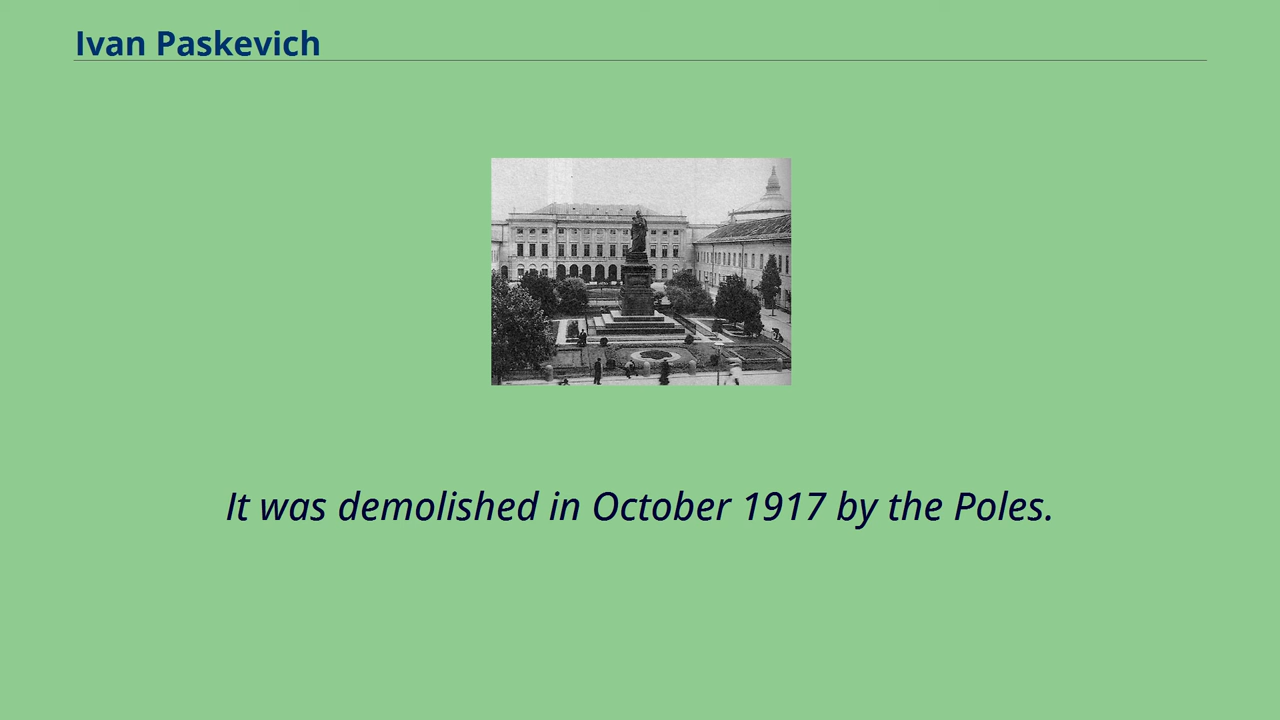 Ivan Paskevich
It was demolished in October 1917 by the Poles.